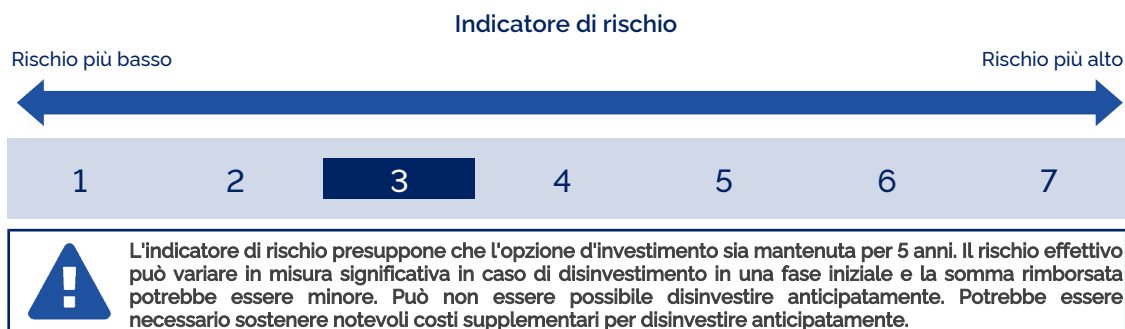 Indicatore di rischio
Rischio più basso Rischio più alto
1 2 3 4 5 6 7
L'indicatore di rischio presuppone che l'opzione d'investimento sia mantenuta per 5 anni. Il rischio effettivo
può variare in misura significativa in caso di disinvestimento in una fase iniziale e la somma rimborsata
potrebbe essere minore. Può non essere possibile disinvestire anticipatamente. Potrebbe essere
necessario sostenere notevoli costi supplementari per disinvestire anticipatamente.